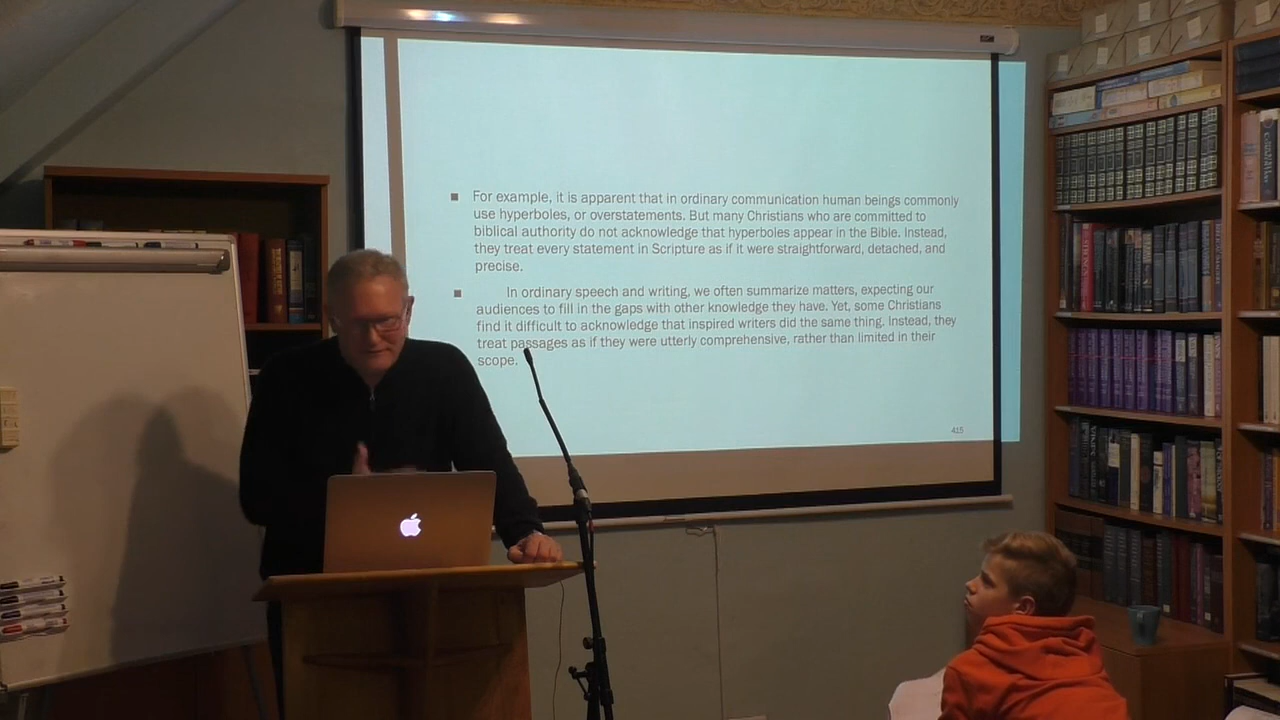 For example, it is apparent that in ordinary communication human beings commonly
use hyperboles, or overstatements. But many Christians who are committed to
biblical authority do not acknowledge that hyperboles appear in the Bible. Instead,
they treat every statement in Scripture as if it were straightforward, detached, and
precise.
In ordinary speech and writing, we often summarize matters, expecting our
audiences to fill in the gaps with other knowledge they have. Yet, some Christians
find it difficult to acknowledge that inspired writers did the same thing. Instead, they
treat passages as if they were utterly comprehensive, rather than limited in their
scope.
415